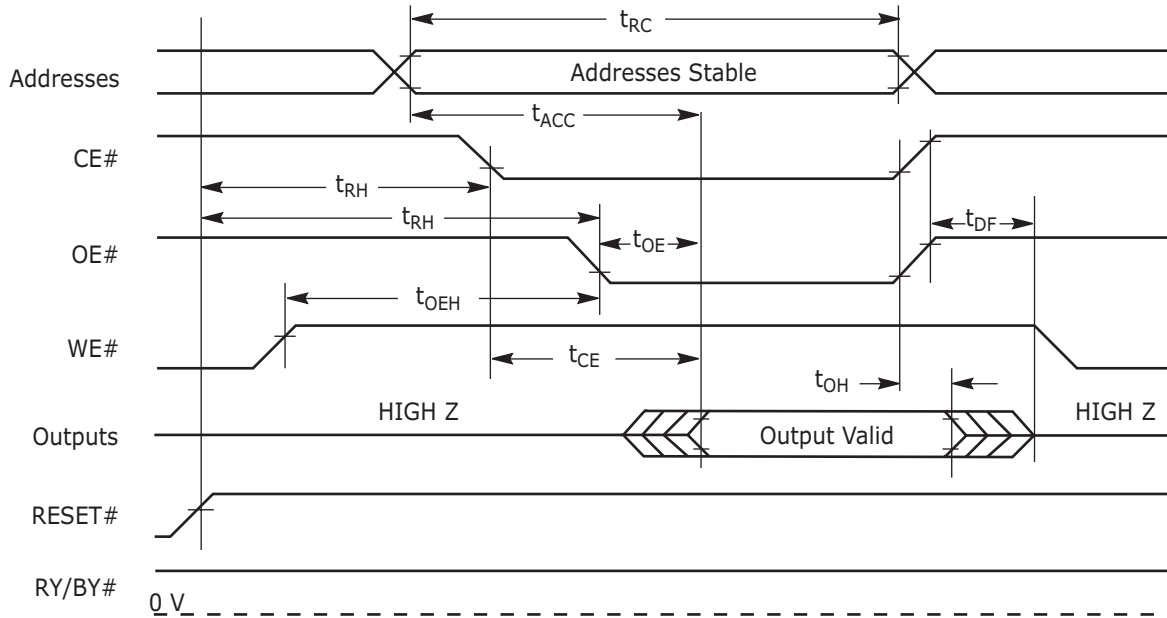 tRC
Addresses
Addresses Stable
tACC
CE#
tRH
tRH
tDF
OE#
tOE
tOEH
WE#
tCE
tOH
HIGH Z
HIGH Z
Outputs
Output Valid
RESET#
RY/BY#
0 V